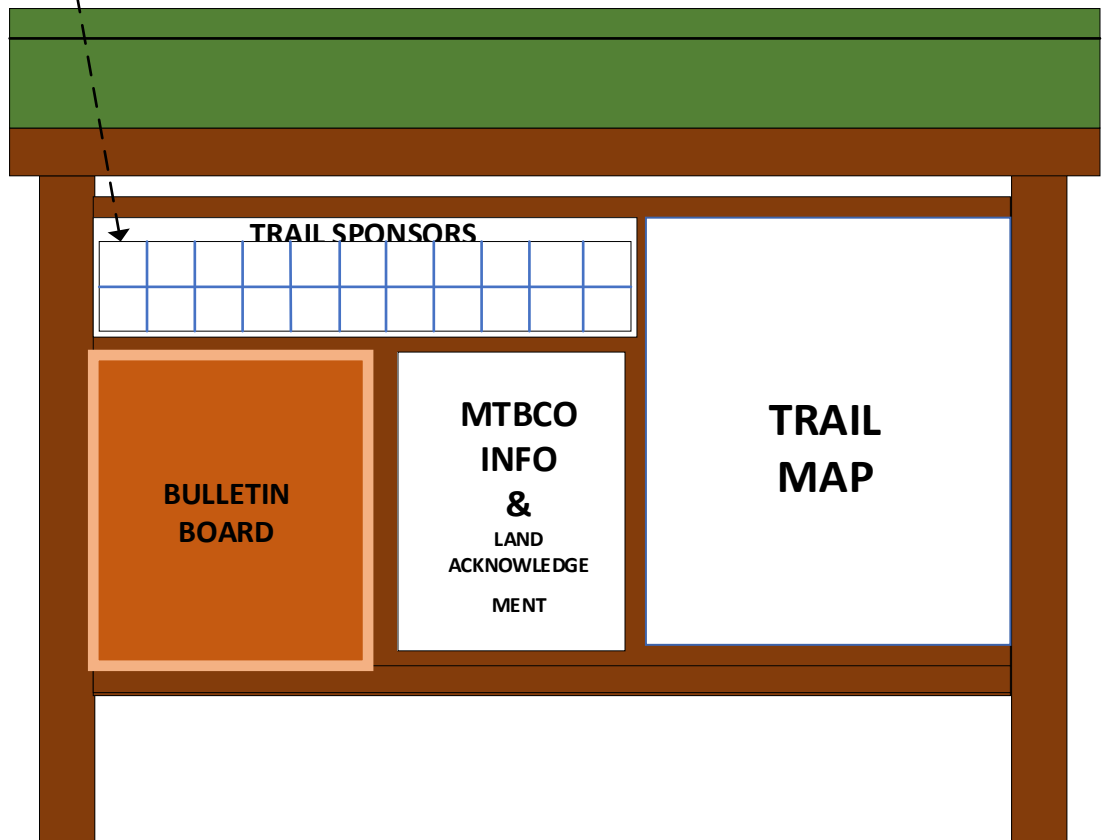 TRAIL SPONSORS
BULLETIN
BOARD
MTBCO
INFO
&
LAND
ACKNOWLEDGE
MENT
TRAIL
MAP